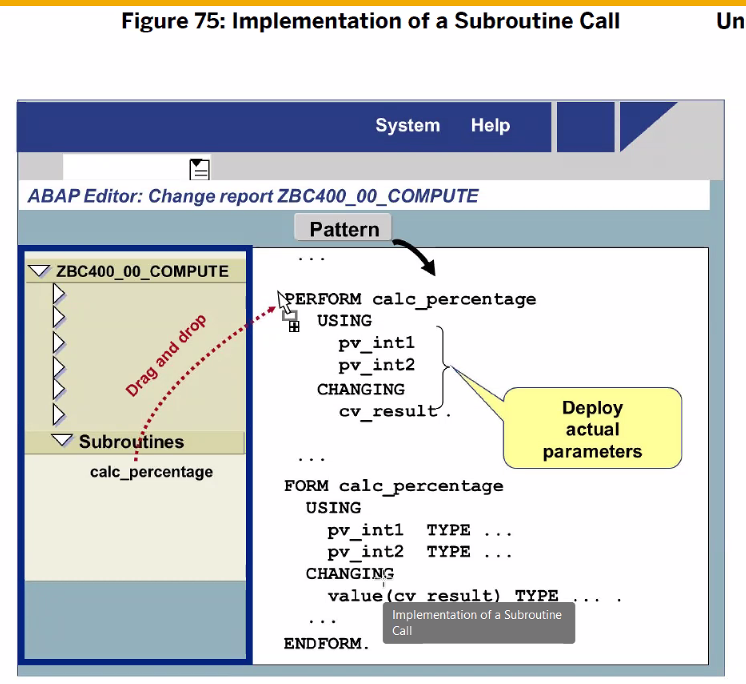 Figure 75: Implementation of a Subroutine Call
Un
System Help
ABAP Editor: Change report ZBC400_00_COMPUTE
Pattern
ZBC400_00_COMPUTE
Drag and drop
Subroutines
calc_percentage
...
PERFORM calc_percentage
USING
pv_int1
pv_int2
CHANGING
cv_result .
Deploy
actual
parameters
...
FORM calc_percentage
USING
pv_int1 TYPE ...
pv_int2 TYPE ...
CHANGING
value(cv_result) TYPE ... .
...
ENDFORM.
Implementation of a Subroutine
Call